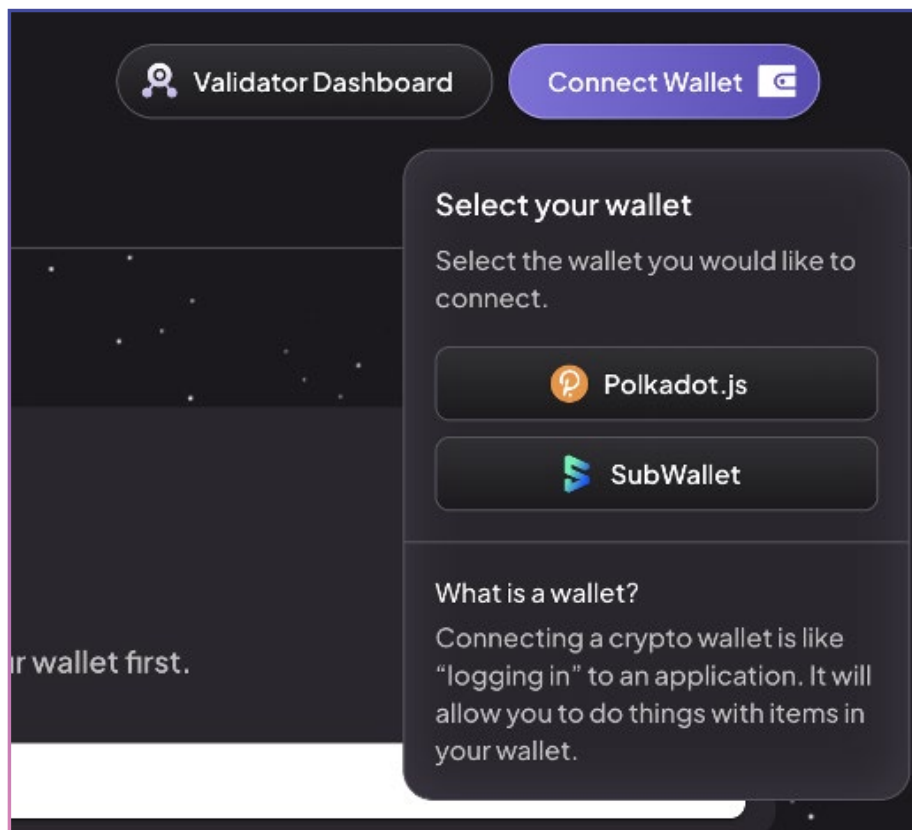 Validator Dashboard
Connect Wallet
Select your wallet
Select the wallet you would like to
connect.
Polkadot.js
SubWallet
What is a wallet?
Connecting a crypto wallet is like
“logging in” to an application. It will
allow you to do things with items in
your wallet.
r wallet first.